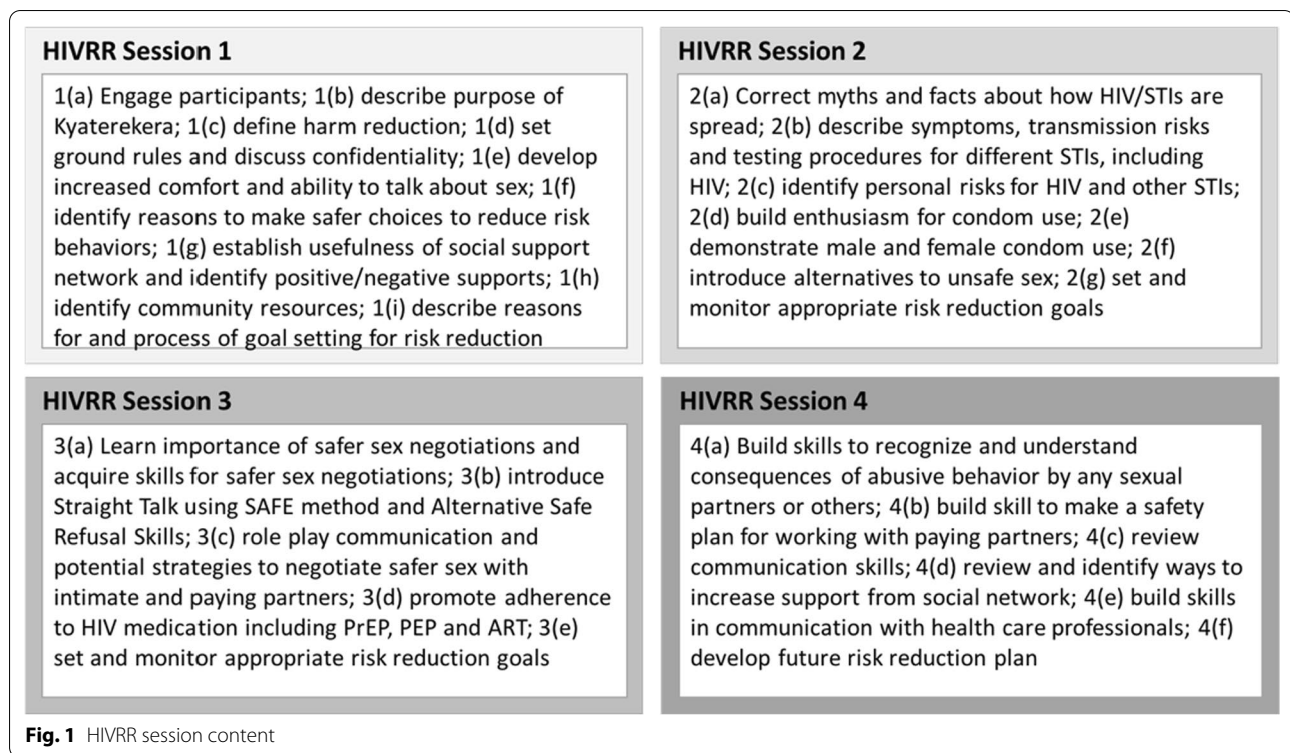 HIVRR Session 1
1(a) Engage participants; 1(b) describe purpose of
Kyaterekera; 1(c) define harm reduction; 1(d) set
ground rules and discuss confidentiality; 1(e) develop
increased comfort and ability to talk about sex; 1(f)
identify reasons to make safer choices to reduce risk
behaviors; 1(g) establish usefulness of social support
network and identify positive/negative supports; 1(h)
identify community resources; 1(i) describe reasons
for and process of goal setting for risk reduction
HIVRR Session 2
2(a) Correct myths and facts about how HIV/STIs are
spread; 2(b) describe symptoms, transmission risks
and testing procedures for different STIs, including
HIV; 2(c) identify personal risks for HIV and other STIs;
2(d) build enthusiasm for condom use; 2(e)
demonstrate male and female condom use; 2(f)
introduce alternatives to unsafe sex; 2(g) set and
monitor appropriate risk reduction goals
HIVRR Session 3
3(a) Learn importance of safer sex negotiations and
acquire skills for safer sex negotiations; 3(b) introduce
Straight Talk using SAFE method and Alternative Safe
Refusal Skills; 3(c) role play communication and
potential strategies to negotiate safer sex with
intimate and paying partners; 3(d) promote adherence
to HIV medication including PrEP, PEP and ART; 3(e)
set and monitor appropriate risk reduction goals
HIVRR Session 4
4(a) Build skills to recognize and understand
consequences of abusive behavior by any sexual
partners or others; 4(b) build skill to make a safety
plan for working with paying partners; 4(c) review
communication skills; 4(d) review and identify ways to
increase support from social network; 4(e) build skills
in communication with health care professionals; 4(f)
develop future risk reduction plan
Fig. 1 HIVRR session content